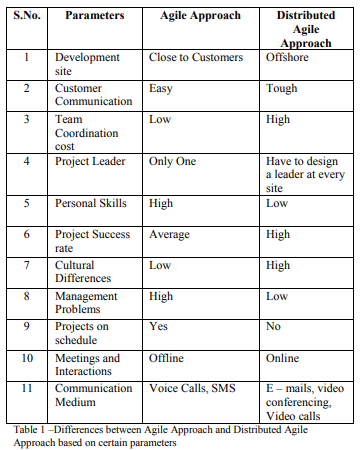 S.No. Parameters Agile Approach Distributed
Agile
Approach
1 Development Close to Customers Offshore
site
2 Customer Easy Tough
Communication
3 Team Low High
Coordination
cost
4 Project Leader Only One Have to design
a leader at every
site
5 Personal Skills High Low
6 Project Success Average High
rate
7 Cultural Low High
Differences
8 Management High Low
Problems
9 Projects on Yes No
schedule
10 Meetings and Offline Online
Interactions
11 Communication Voice Calls, SMS E – mails, video
Medium conferencing,
Video calls
Table 1 –Differences between Agile Approach and Distributed Agile
Approach based on certain parameters